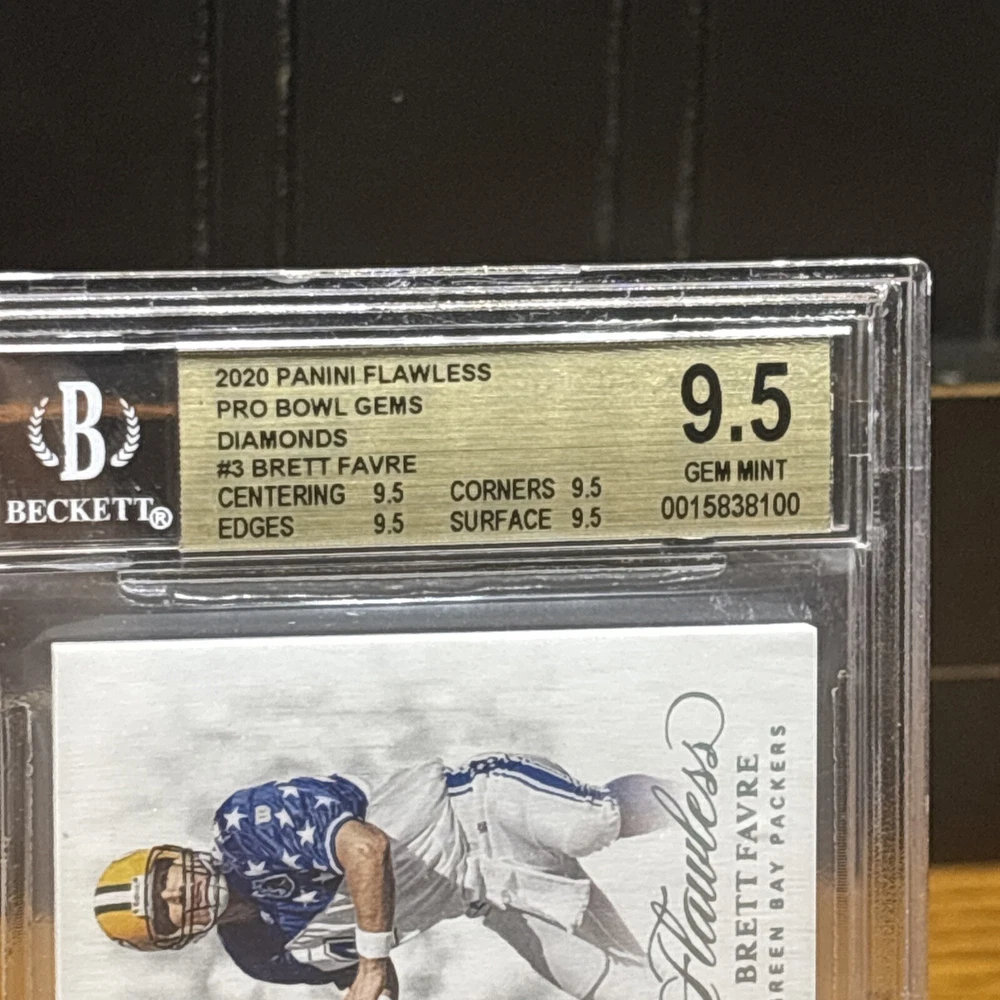 B
BECKETT®
2020 PANINI FLAWLESS
PRO BOWL GEMS
DIAMONDS
#3 BRETT FAVRE
CENTERING 9.5 CORNERS 9.5
EDGES 9.5 SURFACE 9.5
9.5
GEM MINT
0015838100
Flawless
BRETT FAVRE
GREEN BAY PACKERS